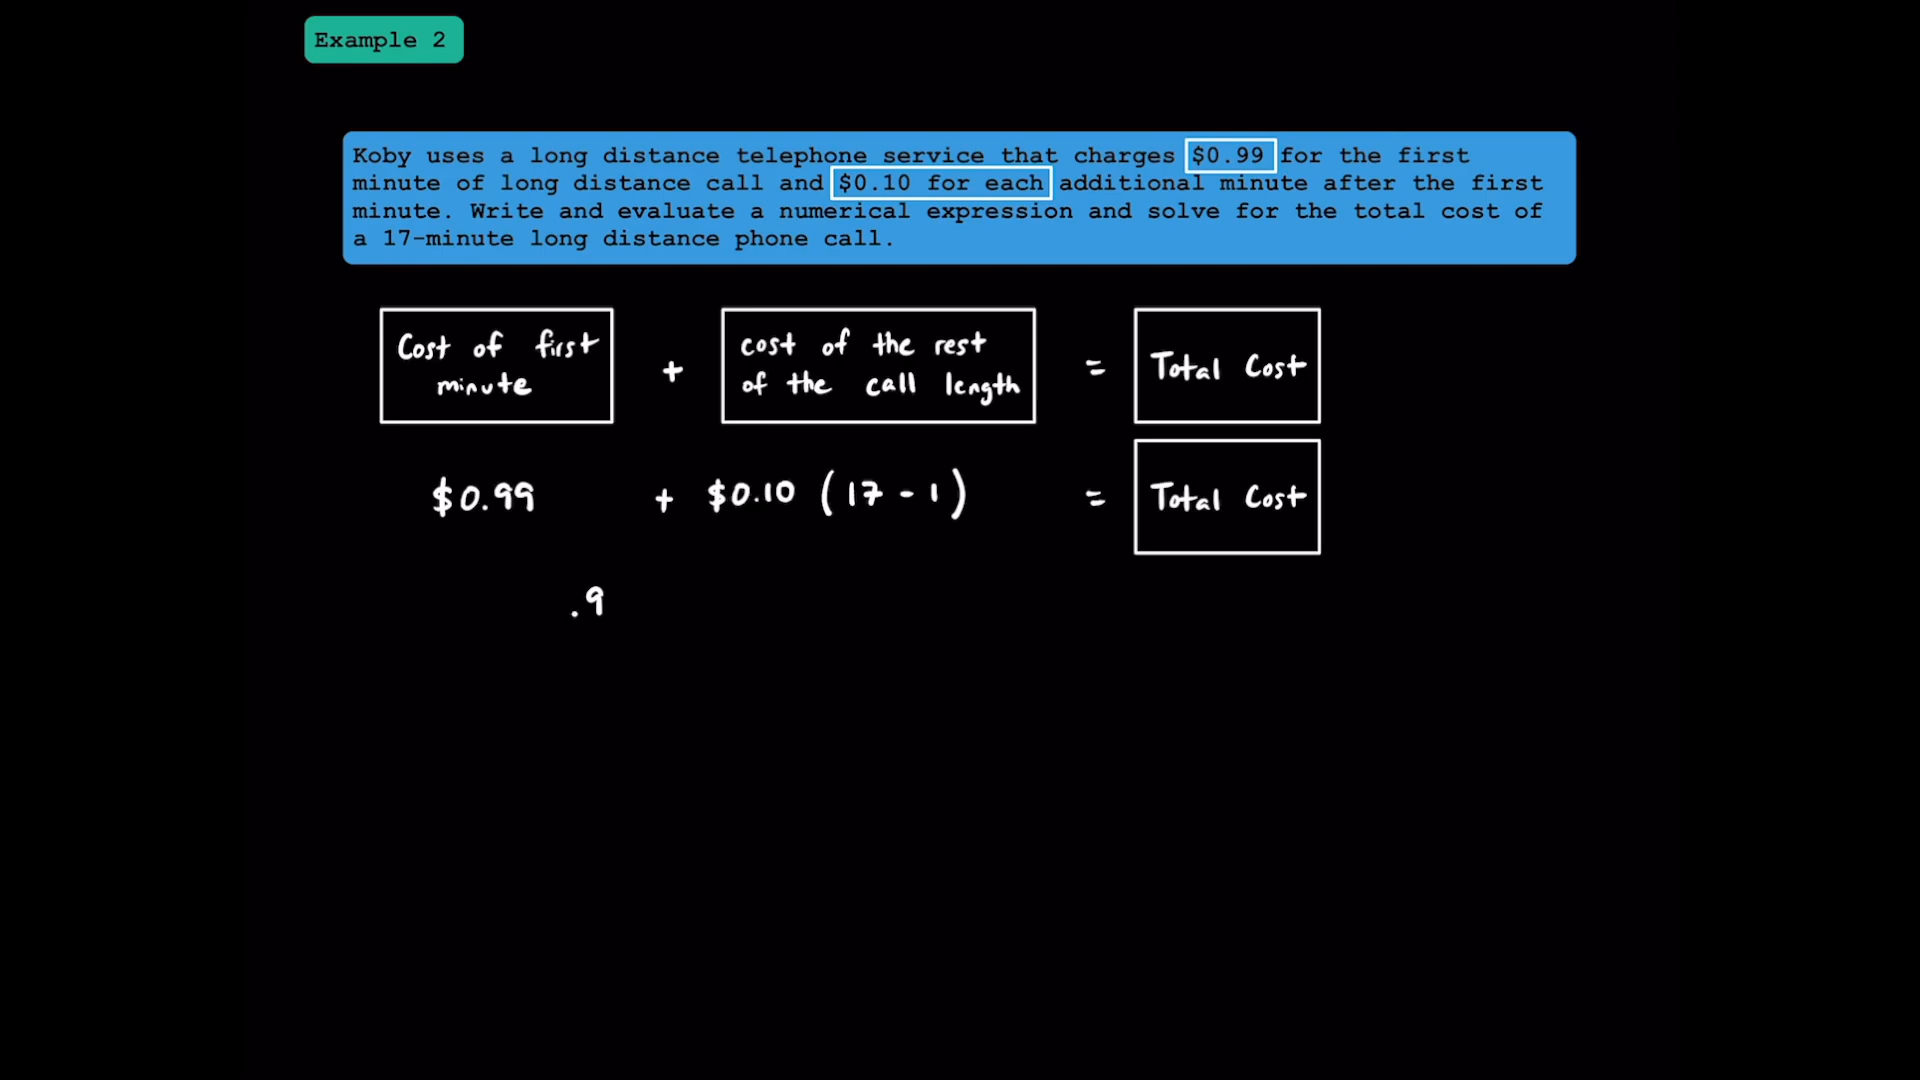 Example 2
Koby uses a long distance telephone service that charges $0.99 for the first
minute of long distance call and $0.10 for each additional minute after the first
minute. Write and evaluate a numerical expression and solve for the total cost of
a 17-minute long distance phone call.
Cost of first minute + cost of the rest of the call length = Total Cost
$0.99 + $0.10 (17 - 1) = Total Cost
.9